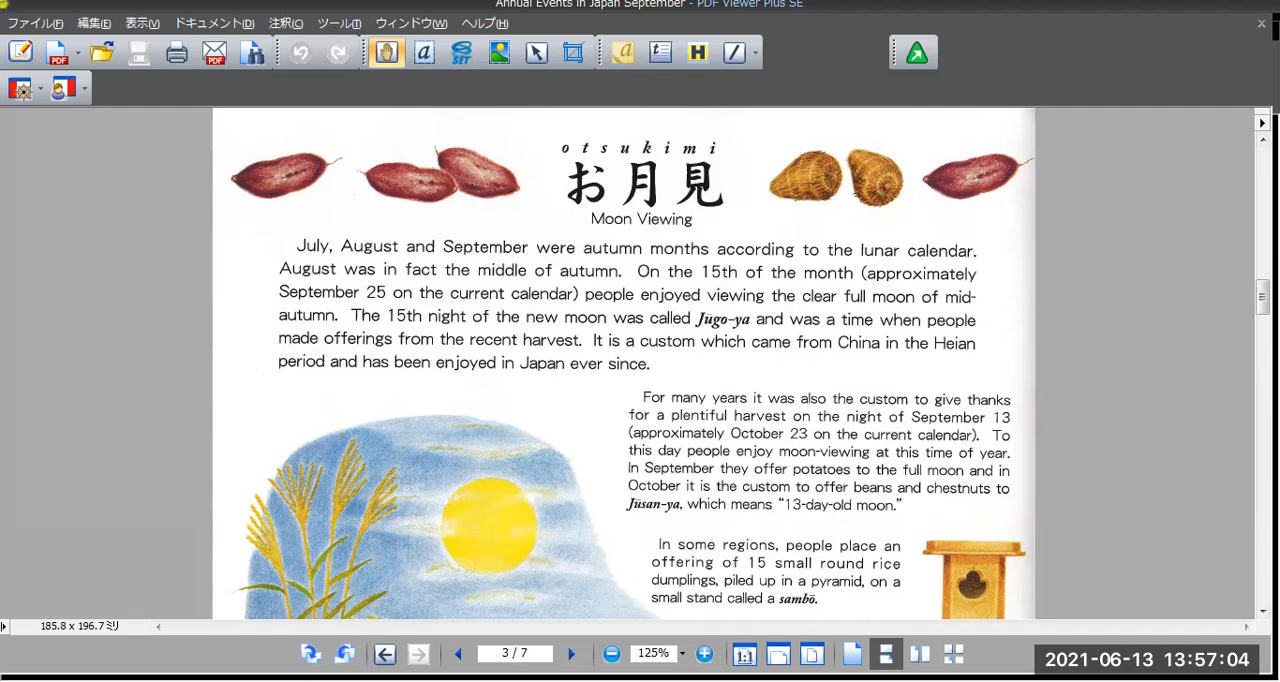 Annual Events in Japan September - PDF Viewer Plus SE
ファイル(F) 編集(E) 表示(V) ドキュメント(D) 注釈(C) ツール(T) ウィンドウ(W) ヘルプ(H)
otsukimi
お月見
Moon Viewing
July, August and September were autumn months according to the lunar calendar.
August was in fact the middle of autumn. On the 15th of the month (approximately
September 25 on the current calendar) people enjoyed viewing the clear full moon of mid-
autumn. The 15th night of the new moon was called Jūgo-ya and was a time when people
made offerings from the recent harvest. It is a custom which came from China in the Heian
period and has been enjoyed in Japan ever since.
For many years it was also the custom to give thanks
for a plentiful harvest on the night of September 13
(approximately October 23 on the current calendar). To
this day people enjoy moon-viewing at this time of year.
In September they offer potatoes to the full moon and in
October it is the custom to offer beans and chestnuts to
Jūsan-ya, which means “13-day-old moon.”
In some regions, people place an
offering of 15 small round rice
dumplings, piled up in a pyramid, on a
small stand called a sambō.
185.8 x 196.7 ミリ
3 / 7
125%
1:1
2021-06-13 13:57:04